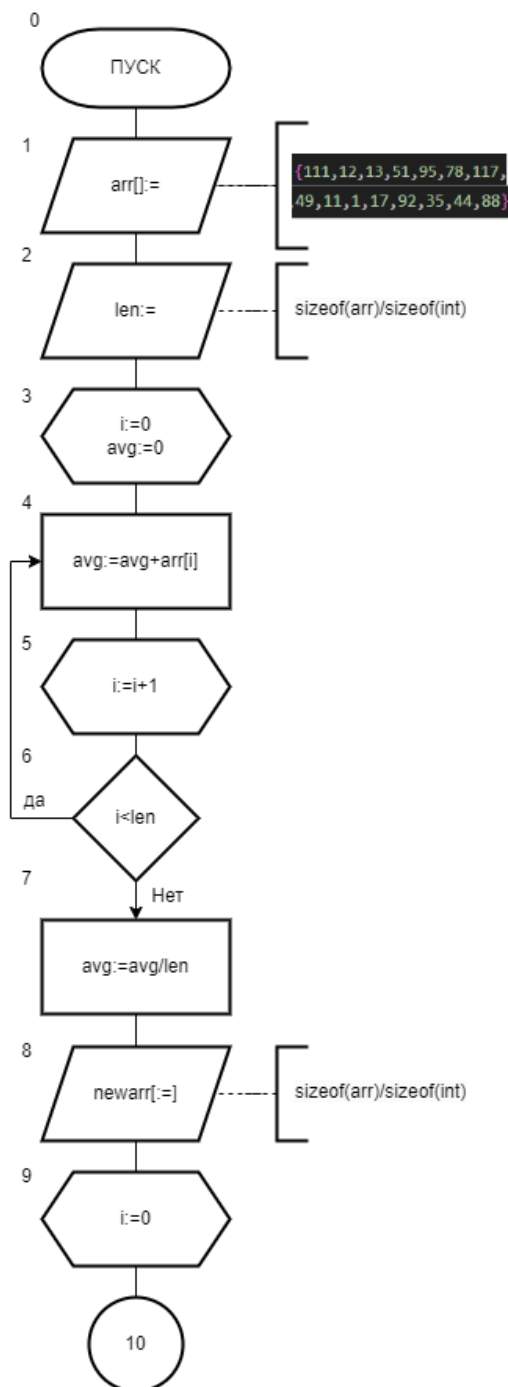 0
ПУСК
1
arr[]:=
{111,12,13,51,95,78,117,
49,11,1,17,92,35,44,88}
2
len:=
sizeof(arr)/sizeof(int)
3
i:=0
avg:=0
4
avg:=avg+arr[i]
5
i:=i+1
6
да
i<len
7
Нет
avg:=avg/len
8
newarr[:=]
sizeof(arr)/sizeof(int)
9
i:=0
10